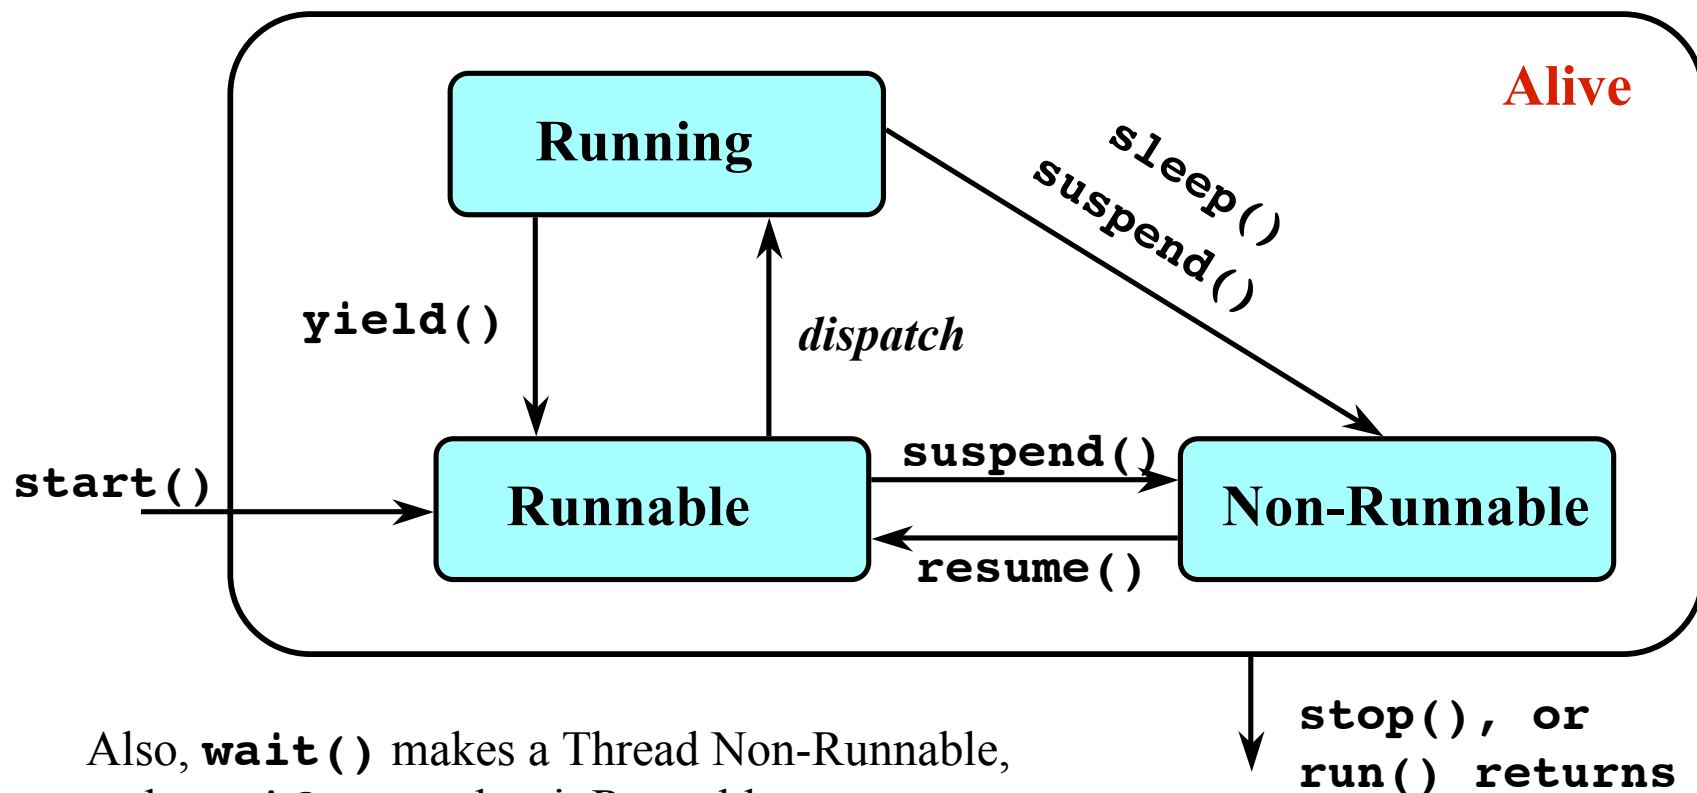 Alive
Running
sleep()
suspend()
yield()
dispatch
start()
suspend()
Runnable
Non-Runnable
resume()
stop(), or
run() returns
Also, wait() makes a Thread Non-Runnable,